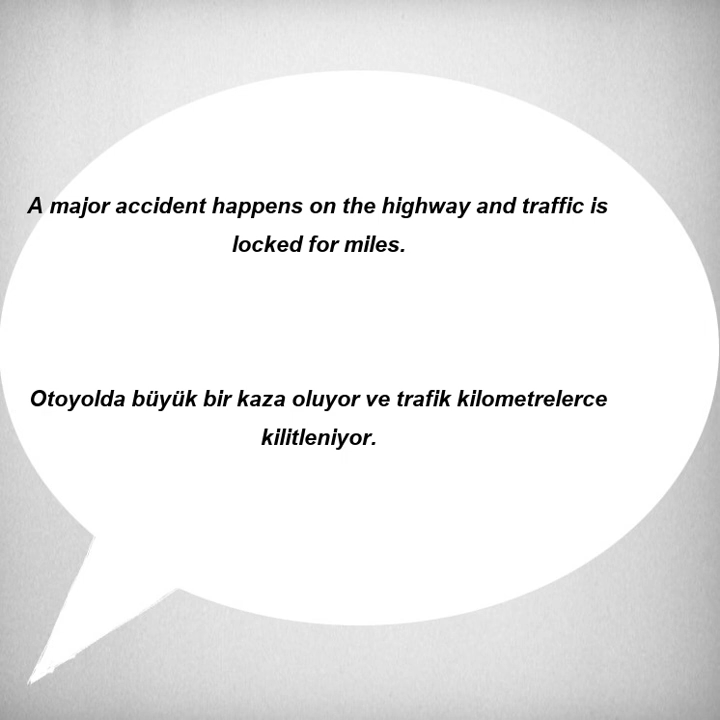 A major accident happens on the highway and traffic is
locked for miles.
Otoyolda büyük bir kaza oluyor ve trafik kilometrelerce
kilitleniyor.